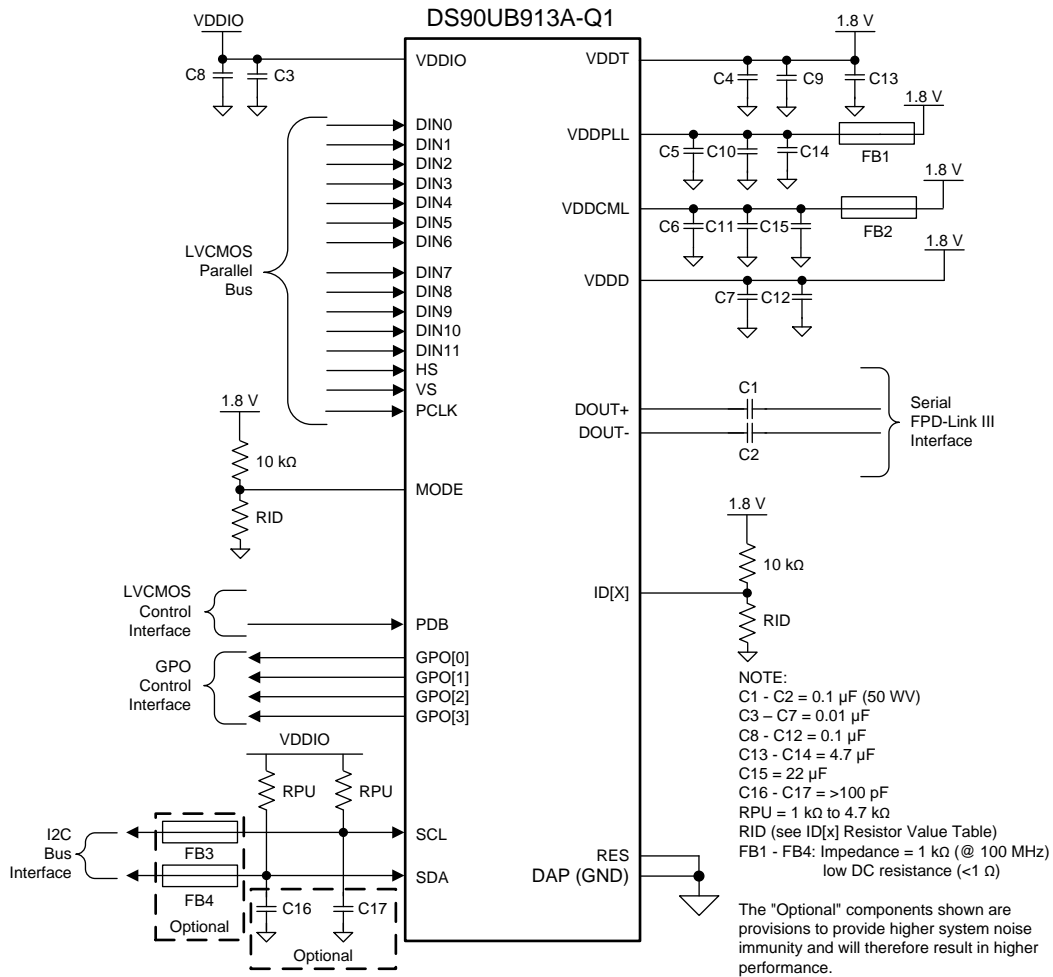 DS90UB913A-Q1
VDDIO
C8
C3
VDDIO
LVCMOS
Parallel
Bus
DIN0
DIN1
DIN2
DIN3
DIN4
DIN5
DIN6
DIN7
DIN8
DIN9
DIN10
DIN11
HS
VS
PCLK
1.8 V
10 kΩ
RID
MODE
LVCMOS
Control
Interface
PDB
GPO
Control
Interface
GPO[0]
GPO[1]
GPO[2]
GPO[3]
VDDIO
RPU
RPU
I2C
Bus
Interface
FB3
FB4
Optional
SCL
SDA
C16
C17
Optional
1.8 V
VDDT
C4
C9
C13
1.8 V
VDDPLL
C5
C10
C14
FB1
1.8 V
VDDCML
C6
C11
C15
FB2
1.8 V
VDDD
C7
C12
DOUT+
DOUT-
C1
C2
Serial
FPD-Link III
Interface
1.8 V
10 kΩ
ID[X]
RID
RES
DAP (GND)
NOTE:
C1 - C2 = 0.1 µF (50 WV)
C3 – C7 = 0.01 µF
C8 - C12 = 0.1 µF
C13 - C14 = 4.7 µF
C15 = 22 µF
C16 - C17 = >100 pF
RPU = 1 kΩ to 4.7 kΩ
RID (see ID[x] Resistor Value Table)
FB1 - FB4: Impedance = 1 kΩ (@ 100 MHz)
low DC resistance (<1 Ω)
The "Optional" components shown are
provisions to provide higher system noise
immunity and will therefore result in higher
performance.